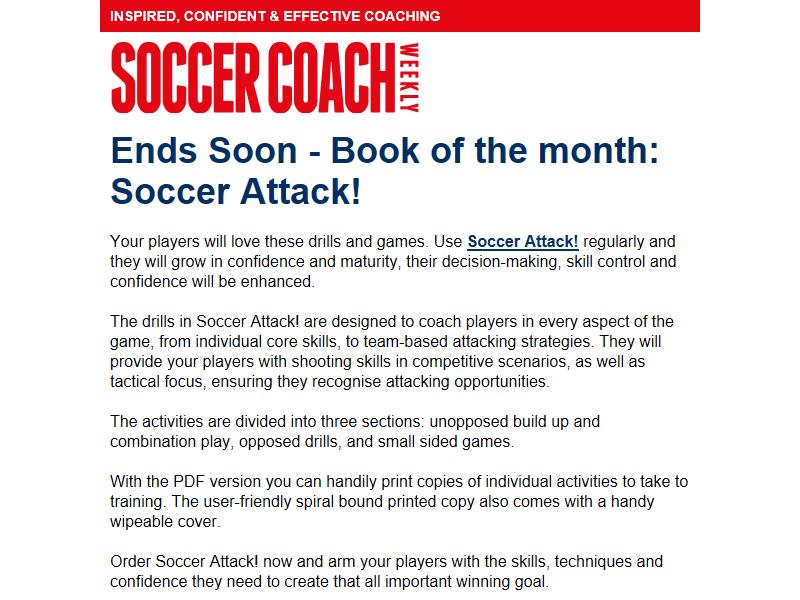 INSPIRED, CONFIDENT & EFFECTIVE COACHING
SOCCER COACH WEEKLY
Ends Soon - Book of the month:
Soccer Attack!
Your players will love these drills and games. Use Soccer Attack! regularly and
they will grow in confidence and maturity, their decision-making, skill control and
confidence will be enhanced.
The drills in Soccer Attack! are designed to coach players in every aspect of the
game, from individual core skills, to team-based attacking strategies. They will
provide your players with shooting skills in competitive scenarios, as well as
tactical focus, ensuring they recognise attacking opportunities.
The activities are divided into three sections: unopposed build up and
combination play, opposed drills, and small sided games.
With the PDF version you can handily print copies of individual activities to take to
training. The user-friendly spiral bound printed copy also comes with a handy
wipeable cover.
Order Soccer Attack! now and arm your players with the skills, techniques and
confidence they need to create that all important winning goal.